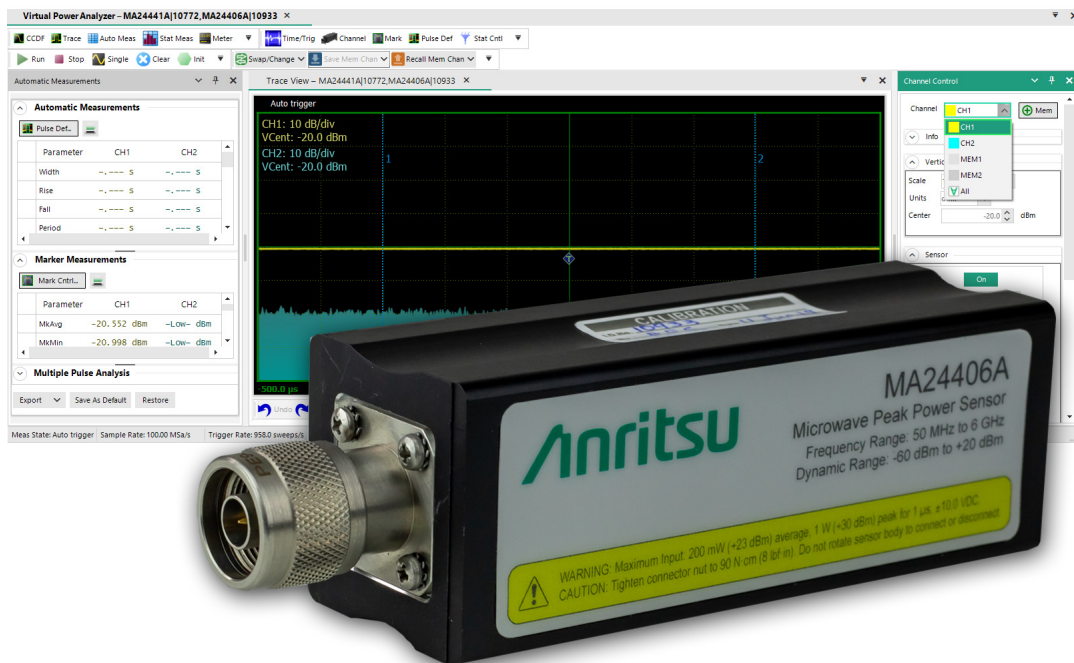 Virtual Power Analyzer – MA24441A|10772,MA24406A|10933
CCDF Trace Auto Meas Stat Meas Meter Time/Trig Channel Mark Pulse Def Stat Cntl
Run Stop Single Clear Init Swap/Change Save Mem Chan Recall Mem Chan
Automatic Measurements
Automatic Measurements
Pulse Def...
Parameter CH1 CH2
Width -.--- S -.--- S
Rise -.--- S -.--- S
Fall -.--- S -.--- S
Period -.--- S -.--- S
Marker Measurements
Mark Cntrl...
Parameter CH1 CH2
MkAvg -20.552 dBm -Low- dBm
MkMin -20.998 dBm -Low- dBm
Multiple Pulse Analysis
Export Save As Default Restore
Meas State: Auto trigger Sample Rate: 100.00 MSa/s Trigger Rate: 958.0 sweeps/s
Trace View – MA24441A|10772,MA24406A|10933
Auto trigger
CH1: 10 dB/div
VCent: -20.0 dBm
CH2: 10 dB/div
VCent: -20.0 dBm
1
2
T
-500.0 µs
Undo
Channel Control
Channel CH1 Mem
CH1
CH2
MEM1
MEM2
All
Info
Scale
Units
Center -20.0 dBm
Sensor
On
CALIBRATION
10933
Anritsu
MA24406A
Microwave Peak Power Sensor
Frequency Range: 50 MHz to 6 GHz
Dynamic Range: -60 dBm to +20 dBm
WARNING: Maximum Input. 200 mW (+23 dBm) average, 1 W (+30 dBm) peak for 1 µs, ±10.0 VDC.
CAUTION: Tighten connector nut to 90 N·cm (8 lbf·in). Do not rotate sensor body to connect or disconnect.